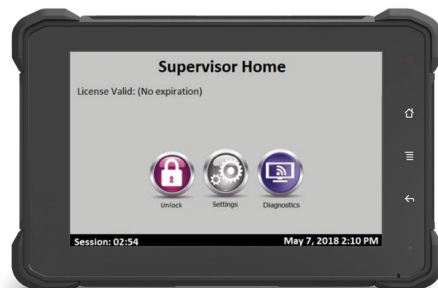 Supervisor Home
License Valid: (No expiration)
Unlock Settings Diagnostics
Session: 02:54 May 7, 2018 2:10 PM